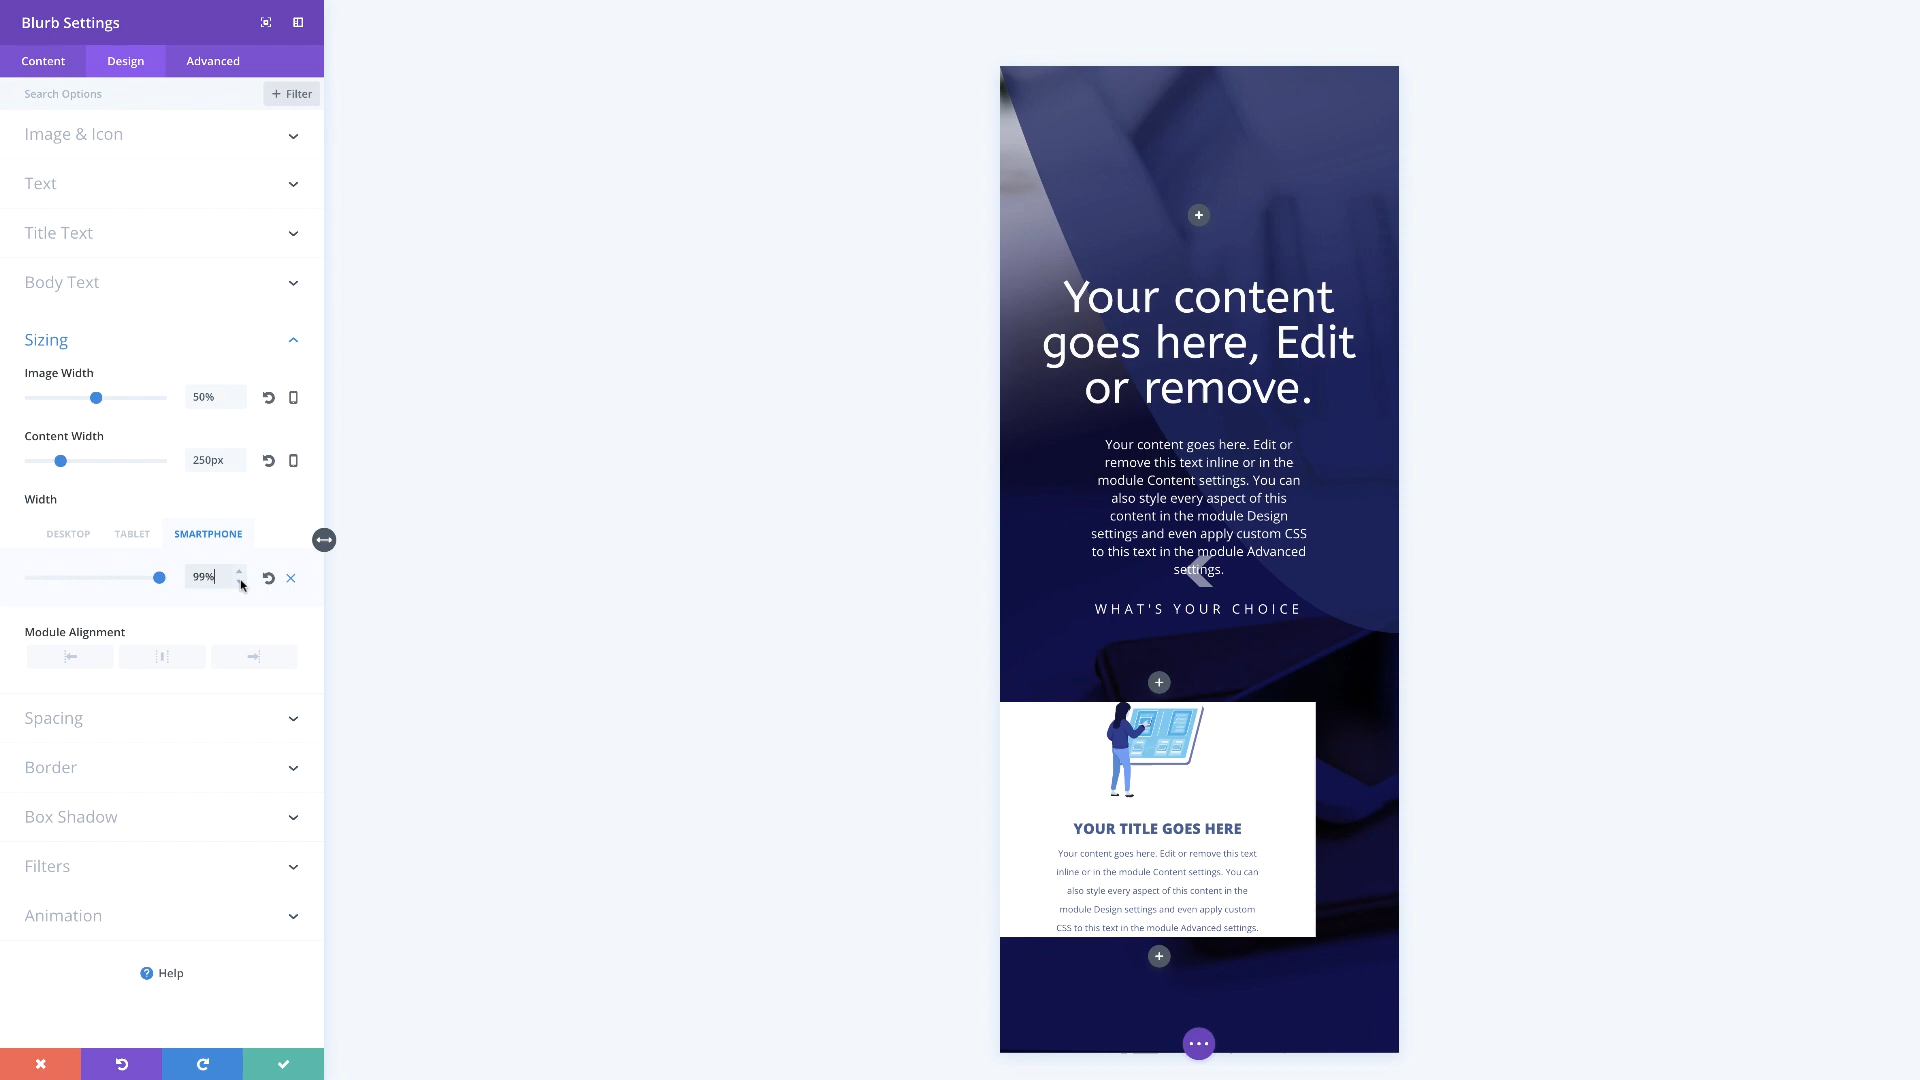 Blurb Settings
Content
Design
Advanced
Search Options
+ Filter
Image & Icon
Text
Title Text
Body Text
Sizing
Image Width
50%
Content Width
250px
Width
DESKTOP
TABLET
SMARTPHONE
99%
Module Alignment
Spacing
Border
Box Shadow
Filters
Animation
Help
Your content
goes here, Edit
or remove.
Your content goes here. Edit or
remove this text inline or in the
module Content settings. You can
also style every aspect of this
content in the module Design
settings and even apply custom CSS
to this text in the module Advanced
settings.
WHAT'S YOUR CHOICE
YOUR TITLE GOES HERE
Your content goes here. Edit or remove this text
inline or in the module Content settings. You can
also style every aspect of this content in the
module Design settings and even apply custom
CSS to this text in the module Advanced settings.